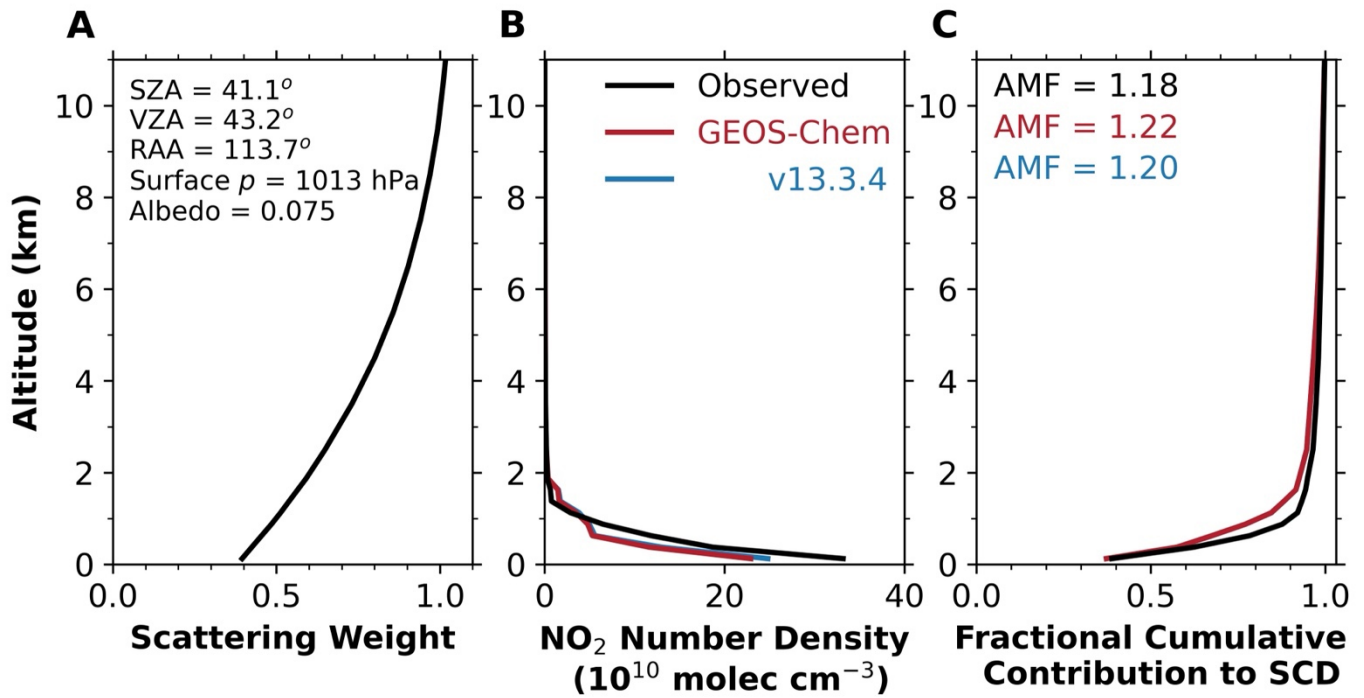 A
SZA = 41.1°
VZA = 43.2°
RAA = 113.7°
Surface p = 1013 hPa
Albedo = 0.075
Altitude (km)
10
8
6
4
2
0
0.0
0.5
1.0
Scattering Weight
B
Observed
GEOS-Chem
v13.3.4
10
8
6
4
2
0
0
20
40
NO₂ Number Density
(10¹⁰ molec cm⁻³)
C
AMF = 1.18
AMF = 1.22
AMF = 1.20
10
8
6
4
2
0
0.0
0.5
1.0
Fractional Cumulative
Contribution to SCD